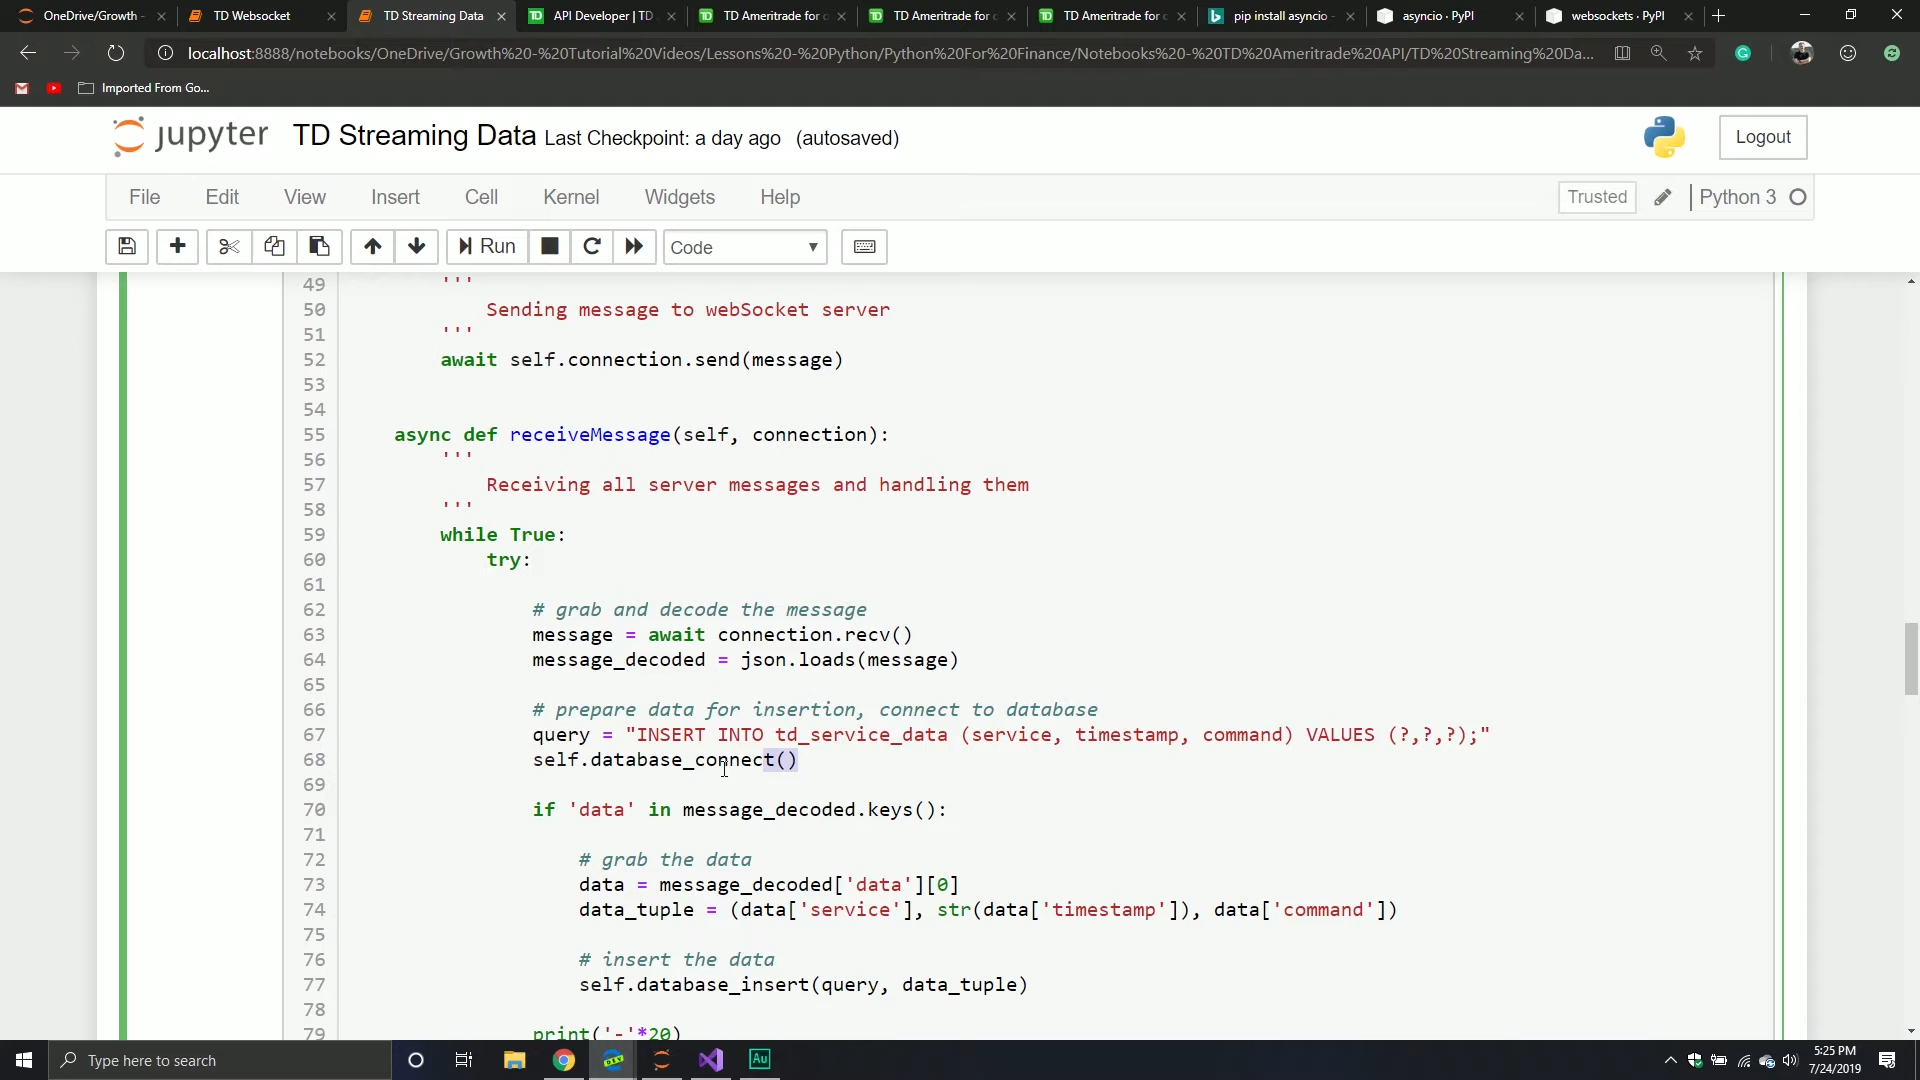 OneDrive/Growth -
TD Websocket
TD Streaming Data
API Developer | TD
TD Ameritrade for
TD Ameritrade for
TD Ameritrade for
pip install asyncio -
asyncio · PyPI
websockets · PyPI
localhost:8888/notebooks/OneDrive/Growth%20-%20Tutorial%20Videos/Lessons%20-%20Python/Python%20For%20Finance/Notebooks%20-%20TD%20Ameritrade%20API/TD%20Streaming%20Da...
Imported From Go...
jupyter TD Streaming Data Last Checkpoint: a day ago (autosaved)
Logout
File Edit View Insert Cell Kernel Widgets Help
Trusted
Python 3
Run
Code
49 '''
50 Sending message to webSocket server
51 '''
52 await self.connection.send(message)
53
54
55 async def receiveMessage(self, connection):
56 '''
57 Receiving all server messages and handling them
58 '''
59 while True:
60 try:
61
62 # grab and decode the message
63 message = await connection.recv()
64 message_decoded = json.loads(message)
65
66 # prepare data for insertion, connect to database
67 query = "INSERT INTO td_service_data (service, timestamp, command) VALUES (?,?,?);"
68 self.database_connect()
69
70 if 'data' in message_decoded.keys():
71
72 # grab the data
73 data = message_decoded['data'][0]
74 data_tuple = (data['service'], str(data['timestamp']), data['command'])
75
76 # insert the data
77 self.database_insert(query, data_tuple)
78
79 print('-'*20)
Type here to search
DEV
Au
5:25 PM
7/24/2019